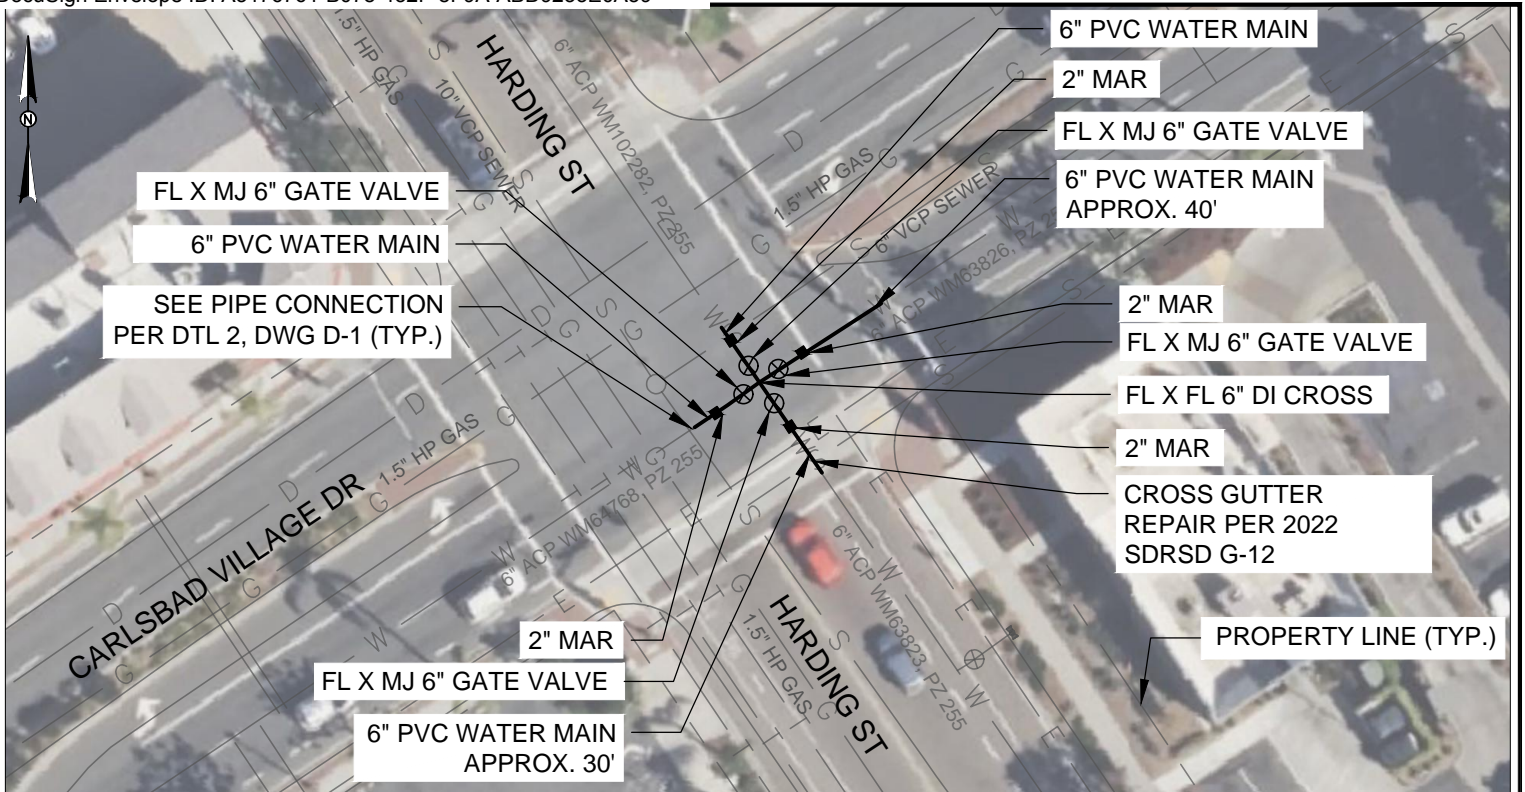 6" PVC WATER MAIN
2" MAR
FL X MJ 6" GATE VALVE
6" PVC WATER MAIN
APPROX. 40'
FL X MJ 6" GATE VALVE
6" PVC WATER MAIN
SEE PIPE CONNECTION
PER DTL 2, DWG D-1 (TYP.)
2" MAR
FL X MJ 6" GATE VALVE
FL X FL 6" DI CROSS
2" MAR
CROSS GUTTER
REPAIR PER 2022
SDRSD G-12
PROPERTY LINE (TYP.)
2" MAR
FL X MJ 6" GATE VALVE
6" PVC WATER MAIN
APPROX. 30'
N
HARDING ST
HARDING ST
CARLSBAD VILLAGE DR
1.5" HP GAS
10" VCP SEWER
6" ACP WM102282, PZ 255
1.5" HP GAS
6" VCP SEWER
6" ACP WM63826, PZ
1.5" HP GAS
6" ACP WM64768, PZ 255
6" ACP WM63823, PZ 255
1.5" HP GAS